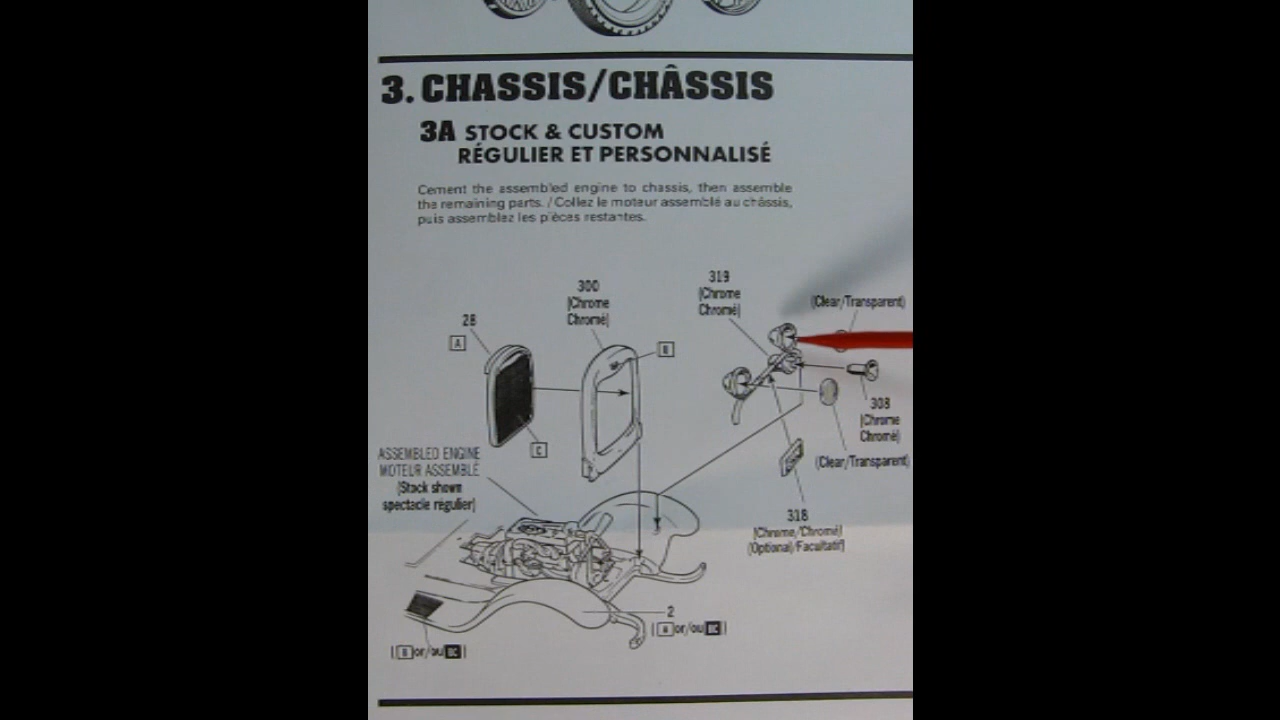 3. CHASSIS/CHÂSSIS
3A STOCK & CUSTOM
RÉGULIER ET PERSONNALISÉ
Cement the assembled engine to chassis, then assemble
the remaining parts. / Collez le moteur assemblé au châssis,
puis assemblez les pièces restantes.
319
(Chrome
Chromé)
300
(Chrome
Chromé)
(Clear/Transparent)
28
A
B
308
(Chrome
Chromé)
C
ASSEMBLED ENGINE
MOTEUR ASSEMBLÉ
(Stock shown
spectacle régulier)
(Clear/Transparent)
318
(Chrome/Chromé)
(Optional/Facultatif)
2
(B or/ou BC)
(B or/ou BC)